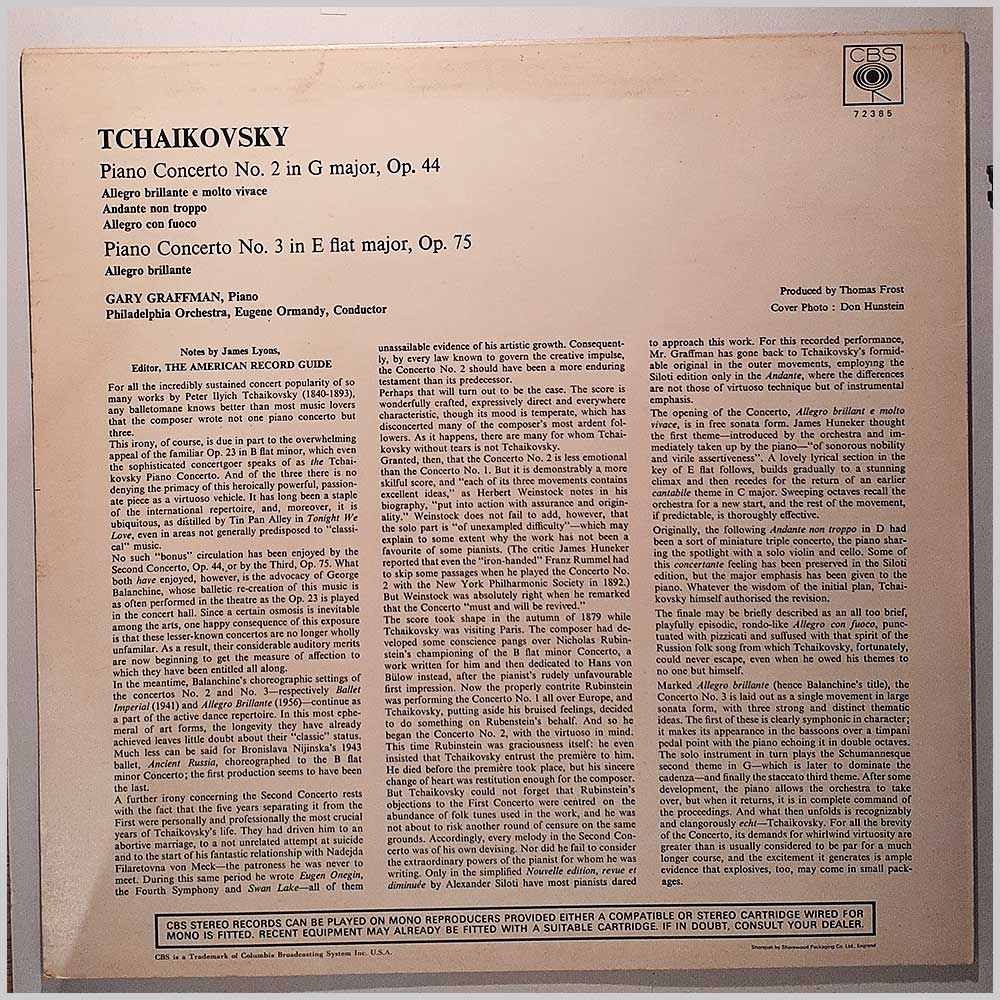 CBS
72385
TCHAIKOVSKY
Piano Concerto No. 2 in G major, Op. 44
Allegro brillante e molto vivace
Andante non troppo
Allegro con fuoco
Piano Concerto No. 3 in E flat major, Op. 75
Allegro brillante
GARY GRAFFMAN, Piano
Philadelphia Orchestra, Eugene Ormandy, Conductor
Produced by Thomas Frost
Cover Photo : Don Hunstein
Notes by James Lyons,
Editor, THE AMERICAN RECORD GUIDE
For all the incredibly sustained concert popularity of so
many works by Peter Ilyich Tchaikovsky (1840-1893),
any balletomane knows better than most music lovers
that the composer wrote not one piano concerto but
three.
This irony, of course, is due in part to the overwhelming
appeal of the familiar Op. 23 in B flat minor, which even
the sophisticated concertgoer speaks of as the Tchai-
kovsky Piano Concerto. And of the three there is no
denying the primacy of this heroically powerful, passion-
ate piece as a virtuoso vehicle. It has long been a staple
of the international repertoire, and, moreover, it is
ubiquitous, as distilled by Tin Pan Alley in Tonight We
Love, even in areas not generally predisposed to "classi-
cal" music.
No such "bonus" circulation has been enjoyed by the
Second Concerto, Op. 44, or by the Third, Op. 75. What
both have enjoyed, however, is the advocacy of George
Balanchine, whose balletic re-creation of this music is
as often performed in the theatre as the Op. 23 is played
in the concert hall. Since a certain osmosis is inevitable
among the arts, one happy consequence of this exposure
is that these lesser-known concertos are no longer wholly
unfamilar. As a result, their considerable auditory merits
are now beginning to get the measure of affection to
which they have been entitled all along.
In the meantime, Balanchine's choreographic settings of
the concertos No. 2 and No. 3—respectively Ballet
Imperial (1941) and Allegro Brillante (1956)—continue as
a part of the active dance repertoire. In this most ephe-
meral of art forms, the longevity they have already
achieved leaves little doubt about their "classic" status.
Much less can be said for Bronislava Nijinska's 1943
ballet, Ancient Russia, choreographed to the B flat
minor Concerto; the first production seems to have been
the last.
A further irony concerning the Second Concerto rests
with the fact that the five years separating it from the
First were personally and professionally the most crucial
years of Tchaikovsky's life. They had driven him to an
abortive marriage, to a not unrelated attempt at suicide
and to the start of his fantastic relationship with Nadejda
Filaretovna von Meck—the patroness he was never to
meet. During this same period he wrote Eugen Onegin,
the Fourth Symphony and Swan Lake—all of them
unassailable evidence of his artistic growth. Consequent-
ly, by every law known to govern the creative impulse,
the Concerto No. 2 should have been a more enduring
testament than its predecessor.
Perhaps that will turn out to be the case. The score is
wonderfully crafted, expressively direct and everywhere
characteristic, though its mood is temperate, which has
disconcerted many of the composer's most ardent fol-
lowers. As it happens, there are many for whom Tchai-
kovsky without tears is not Tchaikovsky.
Granted, then, that the Concerto No. 2 is less emotional
than the Concerto No. 1. But it is demonstrably a more
skilful score, and "each of its three movements contains
excellent ideas," as Herbert Weinstock notes in his
biography, "put into action with assurance and origin-
ality." Weinstock does not fail to add, however, that
the solo part is "of unexampled difficulty"—which may
explain to some extent why the work has not been a
favourite of some pianists. (The critic James Huneker
reported that even the "iron-handed" Franz Rummel had
to skip some passages when he played the Concerto No.
2 with the New York Philharmonic Society in 1892.)
But Weinstock was absolutely right when he remarked
that the Concerto "must and will be revived."
The score took shape in the autumn of 1879 while
Tchaikovsky was visiting Paris. The composer had de-
veloped some conscience pangs over Nicholas Rubin-
stein's championing of the B flat minor Concerto, a
work written for him and then dedicated to Hans von
Bülow instead, after the pianist's rudely unfavourable
first impression. Now the properly contrite Rubinstein
was performing the Concerto No. 1 all over Europe, and
Tchaikovsky, putting aside his bruised feelings, decided
to do something on Rubenstein's behalf. And so he
began the Concerto No. 2, with the virtuoso in mind.
This time Rubinstein was graciousness itself: he even
insisted that Tchaikovsky entrust the première to him.
He died before the première took place, but his sincere
change of heart was restitution enough for the composer.
But Tchaikovsky could not forget that Rubinstein's
objections to the First Concerto were centred on the
abundance of folk tunes used in the work, and he was
not about to risk another round of censure on the same
grounds. Accordingly, every melody in the Second Con-
certo was of his own devising. Nor did he fail to consider
the extraordinary powers of the pianist for whom he was
writing. Only in the simplified Nouvelle edition, revue et
diminuée by Alexander Siloti have most pianists dared
to approach this work. For this recorded performance,
Mr. Graffman has gone back to Tchaikovsky's formid-
able original in the outer movements, employing the
Siloti edition only in the Andante, where the differences
are not those of virtuoso technique but of instrumental
emphasis.
The opening of the Concerto, Allegro brillant e molto
vivace, is in free sonata form. James Huneker thought
the first theme—introduced by the orchestra and im-
mediately taken up by the piano—"of sonorous nobility
and virile assertiveness". A lovely lyrical section in the
key of E flat follows, builds gradually to a stunning
climax and then recedes for the return of an earlier
cantabile theme in C major. Sweeping octaves recall the
orchestra for a new start, and the rest of the movement,
if predictable, is thoroughly effective.
Originally, the following Andante non troppo in D had
been a sort of miniature triple concerto, the piano shar-
ing the spotlight with a solo violin and cello. Some of
this concertante feeling has been preserved in the Siloti
edition, but the major emphasis has been given to the
piano. Whatever the wisdom of the initial plan, Tchai-
kovsky himself authorised the revision.
The finale may be briefly described as an all too brief,
playfully episodic, rondo-like Allegro con fuoco, punc-
tuated with pizzicati and suffused with that spirit of the
Russian folk song from which Tchaikovsky, fortunately,
could never escape, even when he owed his themes to
no one but himself.
Marked Allegro brillante (hence Balanchine's title), the
Concerto No. 3 is laid out as a single movement in large
sonata form, with three strong and distinct thematic
ideas. The first of these is clearly symphonic in character;
it makes its appearance in the bassoons over a timpani
pedal point with the piano echoing it in double octaves.
The solo instrument in turn plays the Schumannesque
second theme in G—which is later to dominate the
cadenza—and finally the staccato third theme. After some
development, the piano allows the orchestra to take
over, but when it returns, it is in complete command of
the proceedings. And what then unfolds is recognizably
and clangorously echt—Tchaikovsky. For all the brevity
of the Concerto, its demands for whirlwind virtuosity are
greater than is usually considered to be par for a much
longer course, and the excitement it generates is ample
evidence that explosives, too, may come in small pack-
ages.
CBS STEREO RECORDS CAN BE PLAYED ON MONO REPRODUCERS PROVIDED EITHER A COMPATIBLE OR STEREO CARTRIDGE WIRED FOR
MONO IS FITTED. RECENT EQUIPMENT MAY ALREADY BE FITTED WITH A SUITABLE CARTRIDGE. IF IN DOUBT, CONSULT YOUR DEALER.
CBS is a Trademark of Columbia Broadcasting System Inc. U.S.A.
Shorepak by Shorewood Packaging Co. Ltd., England